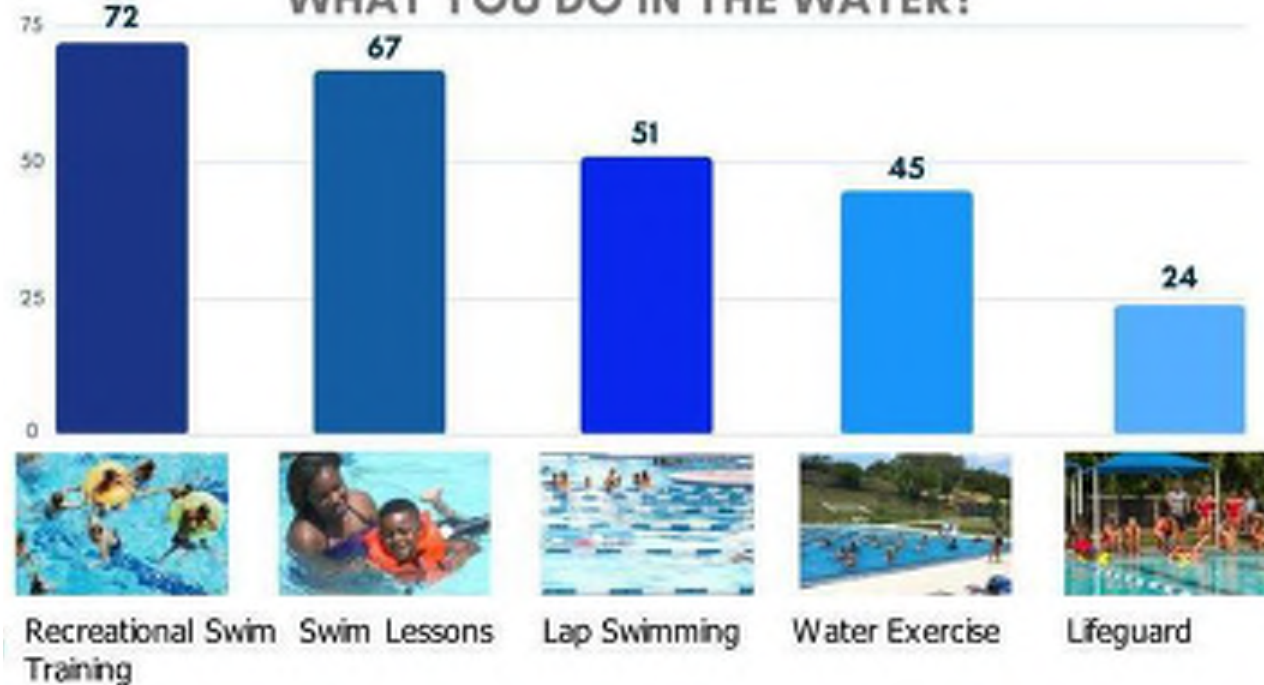 WHAT YOU DO IN THE WATER?
75
72
67
51
50
45
25
24
0
Recreational Swim
Training
Swim Lessons
Lap Swimming
Water Exercise
Lifeguard